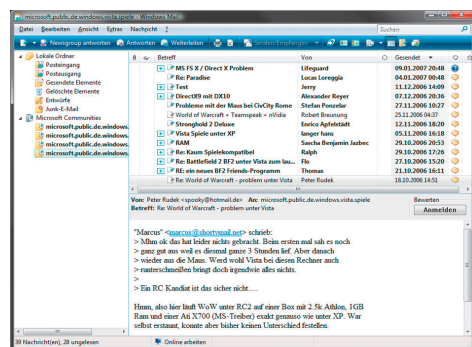 microsoft.public.de.windows.vista.spiele - Windows Mail
Datei Bearbeiten Ansicht Extras Nachricht ? Suchen
Newsgroup antworten Antworten Weiterleiten Senden/Empfangen
Lokale Ordner
Posteingang
Postausgang
Gesendete Elemente
Gelöschte Elemente
Entwürfe
Junk-E-Mail
Microsoft Communities
microsoft.public.de.windows.
microsoft.public.de.windows.
microsoft.public.de.windows.
microsoft.public.de.windows.
Betreff Von Gesendet
MS FS X / Direct X Problem Lifeguard 09.01.2007 20:48
Re: Paradise Lucas Loreggia 04.01.2007 00:48
Test Jerry 11.12.2006 14:09
DirectX9 mit DX10 Alexander Reyer 07.12.2006 20:36
Probleme mit der Maus bei CivCity Rome Stefan Ponzelar 27.11.2006 10:27
World of Warcraft + Teamspeak + nVidia Robert Breunung 25.11.2006 04:37
Stronghold 2 Deluxe Enrico Apfelstädt 12.11.2006 18:20
Vista Spiele unter XP langer hans 05.11.2006 16:18
RAM Sascha Benjamin Jazbec 29.10.2006 20:53
Re: Kaum Spielekompatibel Ralph 29.10.2006 17:26
Re: Battlefield 2 BF2 unter Vista zum lau... Flo 27.10.2006 15:20
RE: ein neues BF2 Friends-Programm Thomas 21.10.2006 16:11
Re: World of Warcraft - problem unter Vista Peter Rudek 18.10.2006 14:51
Von: Peter Rudek <spooky@hotmail.de> An: microsoft.public.de.windows.vista.spiele
Betreff: Re: World of Warcraft - problem unter Vista
Bewerten
Anmelden
"Marcus" <marcus@shortymail.net> schrieb:
> Mhm ok das hat leider nichts gebracht. Beim ersten mal sah es noch
> ganz gut aus weil es diesmal ganze 3 Stunden lief. Aber danach
> wieder aus die Maus. Werd wohl Vista bei diesen Rechner auch
> runterschmeißen bringt doch irgendwie alles nichts.
>
> Ein RC Kandiat ist das sicher nicht.....
Hmm, also hier läuft WoW unter RC2 auf einer Box mit 2.5k Athlon, 1GB
Ram und einer Ati X700 (MS-Treiber) exakt genauso wie unter XP. War
selbst erstaunt, konnte aber bisher keinen Unterschied festellen.
39 Nachricht(en), 28 ungelesen
Online arbeiten